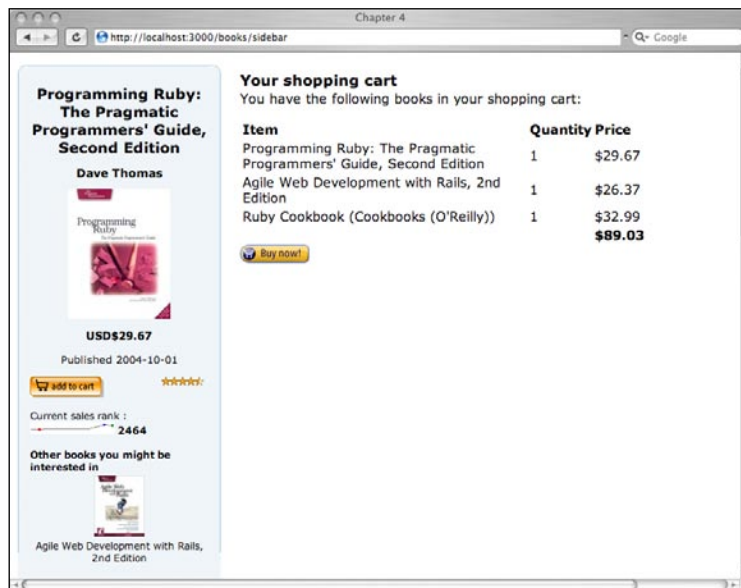 Chapter 4
http://localhost:3000/books/sidebar
Google
Programming Ruby:
The Pragmatic
Programmers' Guide,
Second Edition
Dave Thomas
Programming
Ruby
USD$29.67
Published 2004-10-01
add to cart
Current sales rank :
2464
Other books you might be
interested in
Agile Web Development with Rails,
2nd Edition
Your shopping cart
You have the following books in your shopping cart:
Item Quantity Price
Programming Ruby: The Pragmatic
Programmers' Guide, Second Edition 1 $29.67
Agile Web Development with Rails, 2nd
Edition 1 $26.37
Ruby Cookbook (Cookbooks (O'Reilly)) 1 $32.99
$89.03
Buy now!